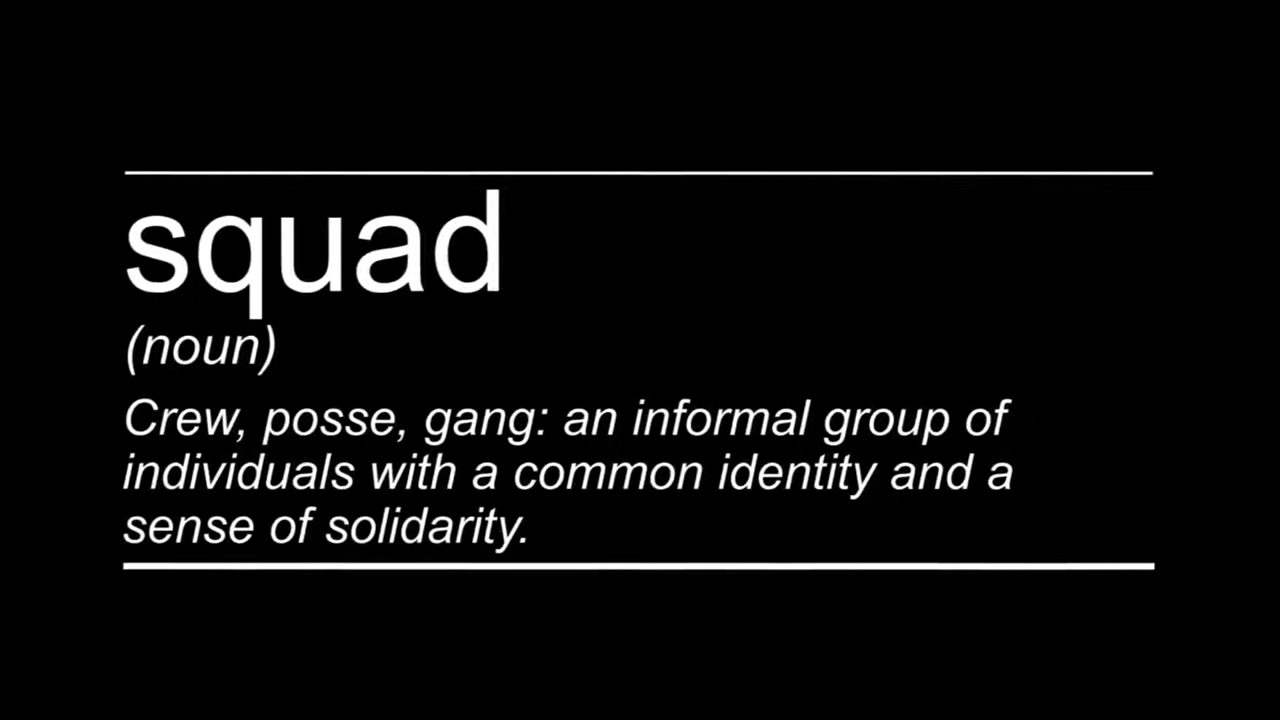 squad
(noun)
Crew, posse, gang: an informal group of
individuals with a common identity and a
sense of solidarity.